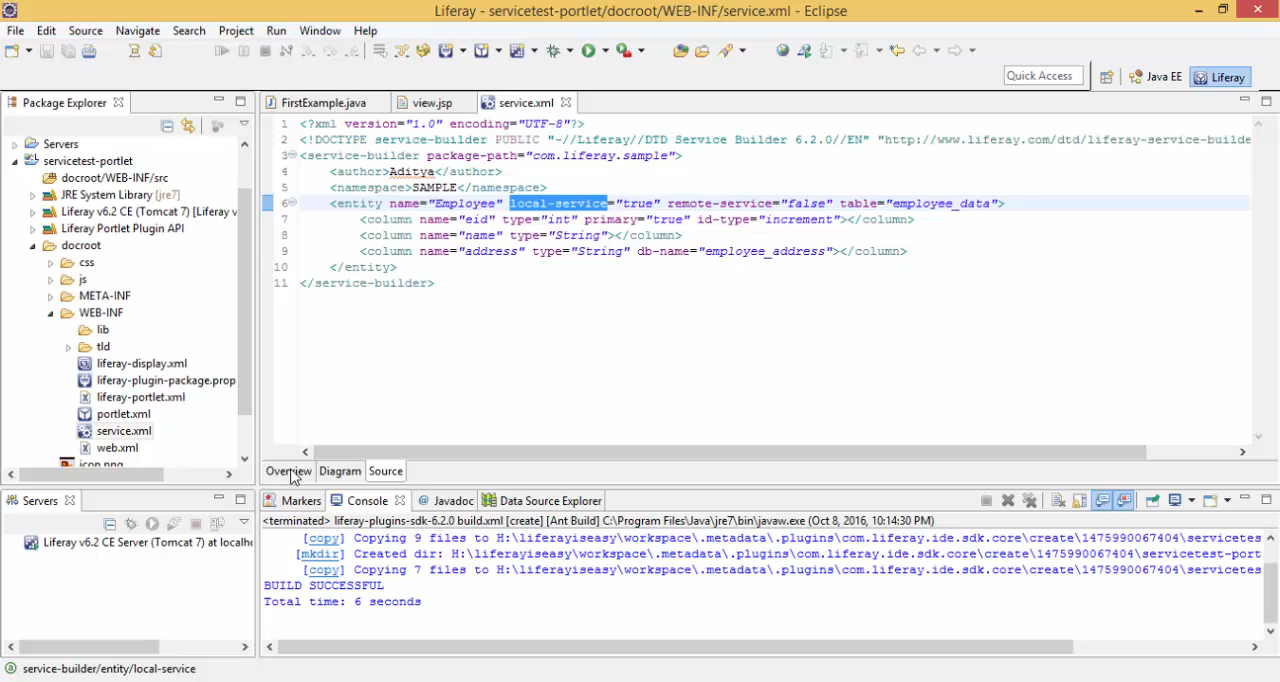 Liferay - servicetest-portlet/docroot/WEB-INF/service.xml - Eclipse
File Edit Source Navigate Search Project Run Window Help
Quick Access Java EE Liferay
Package Explorer
Servers
servicetest-portlet
docroot/WEB-INF/src
JRE System Library [jre7]
Liferay v6.2 CE (Tomcat 7) [Liferay v
Liferay Portlet Plugin API
docroot
css
js
META-INF
WEB-INF
lib
tld
liferay-display.xml
liferay-plugin-package.prop
liferay-portlet.xml
portlet.xml
service.xml
web.xml
icon.png
FirstExample.java view.jsp service.xml
1 <?xml version="1.0" encoding="UTF-8"?>
2 <!DOCTYPE service-builder PUBLIC "-//Liferay//DTD Service Builder 6.2.0//EN" "http://www.liferay.com/dtd/liferay-service-builde
3 <service-builder package-path="com.liferay.sample">
4 <author>Aditya</author>
5 <namespace>SAMPLE</namespace>
6 <entity name="Employee" local-service="true" remote-service="false" table="employee_data">
7 <column name="eid" type="int" primary="true" id-type="increment"></column>
8 <column name="name" type="String"></column>
9 <column name="address" type="String" db-name="employee_address"></column>
10 </entity>
11 </service-builder>
Overview Diagram Source
Servers
Liferay v6.2 CE Server (Tomcat 7) at localho
Markers Console Javadoc Data Source Explorer
<terminated> liferay-plugins-sdk-6.2.0 build.xml [create] [Ant Build] C:\Program Files\Java\jre7\bin\javaw.exe (Oct 8, 2016, 10:14:30 PM)
[copy] Copying 9 files to H:\liferayiseasy\workspace\.metadata\.plugins\com.liferay.ide.sdk.core\create\1475990067404\servicetes
[mkdir] Created dir: H:\liferayiseasy\workspace\.metadata\.plugins\com.liferay.ide.sdk.core\create\1475990067404\servicetest-port
[copy] Copying 7 files to H:\liferayiseasy\workspace\.metadata\.plugins\com.liferay.ide.sdk.core\create\1475990067404\servicetes
BUILD SUCCESSFUL
Total time: 6 seconds
service-builder/entity/local-service